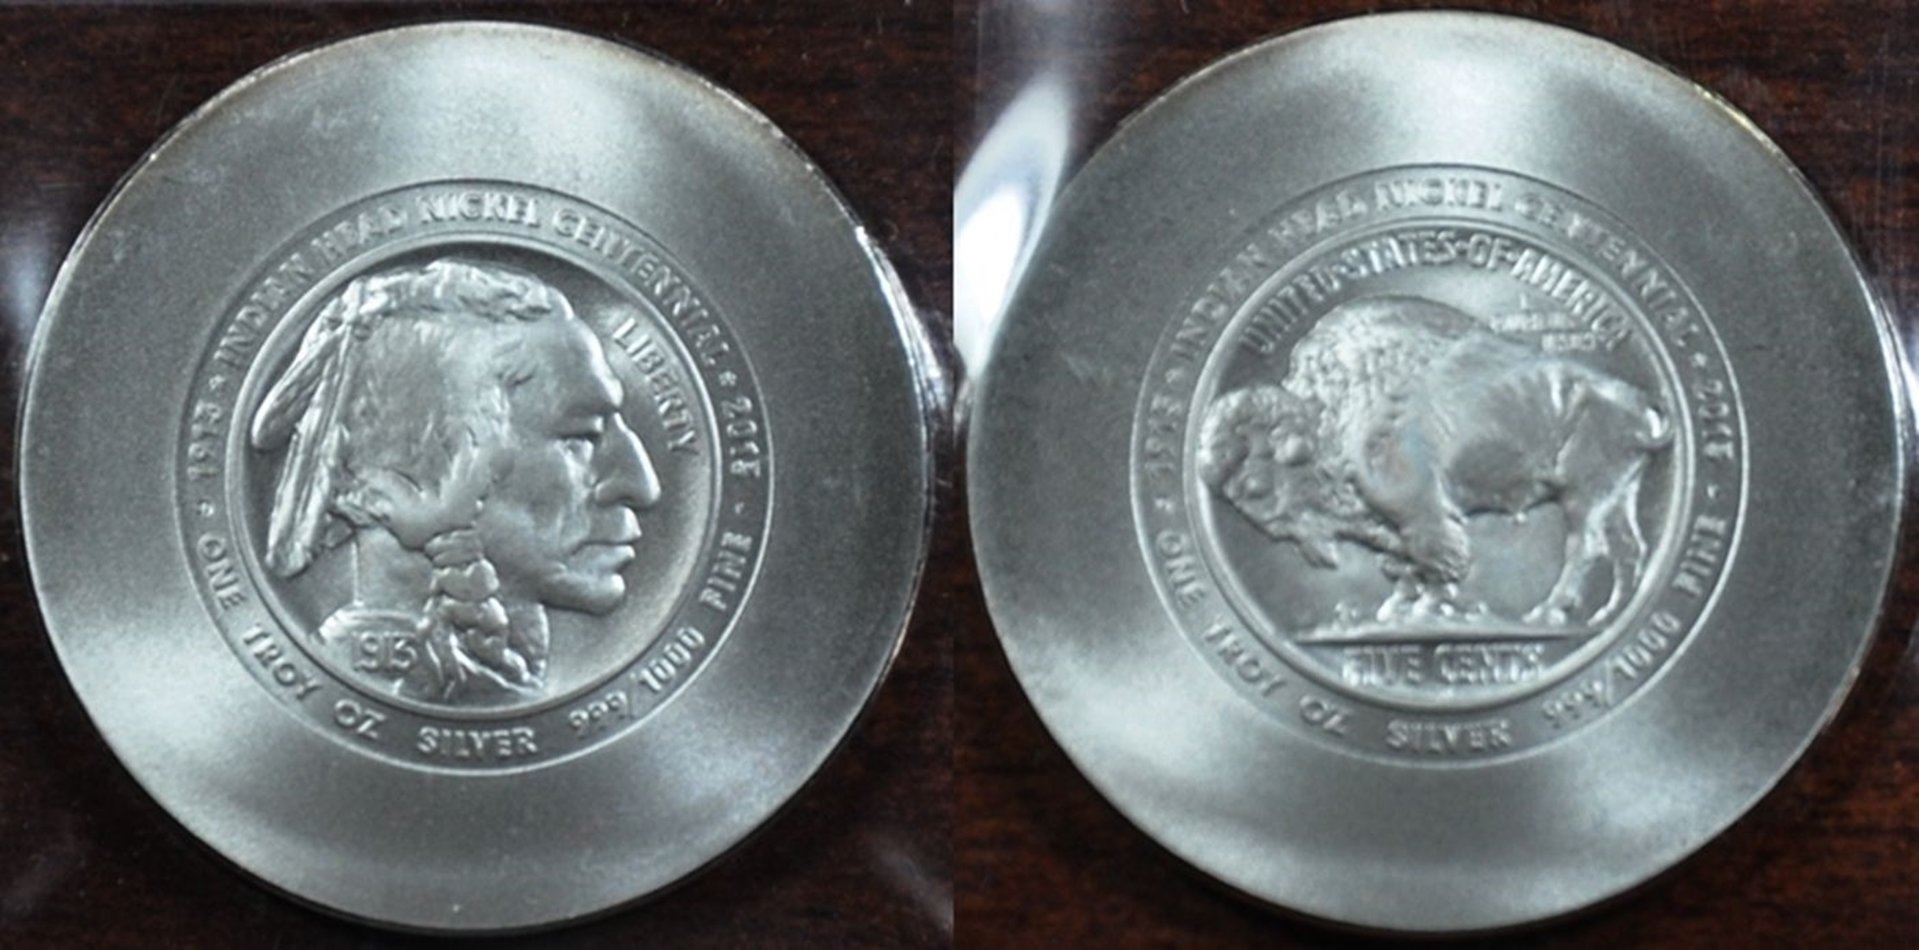 1913 • INDIAN HEAD NICKEL CENTENNIAL • 2013
ONE TROY OZ SILVER 999/1000 FINE
LIBERTY
1913
1913 • INDIAN HEAD NICKEL CENTENNIAL • 2013
ONE TROY OZ SILVER 999/1000 FINE
UNITED·STATES·OF·AMERICA
FIVE CENTS